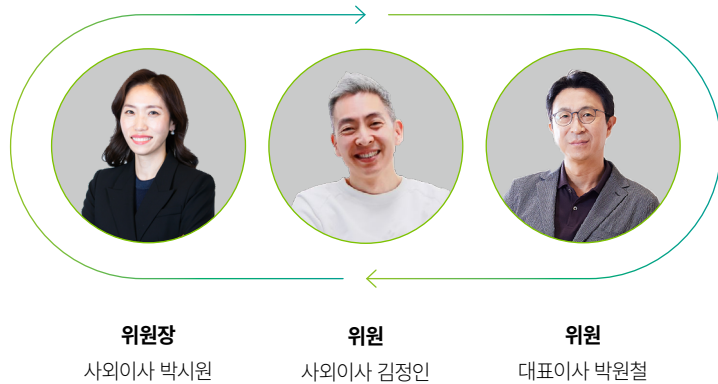 위원장
사외이사 박시원
위원
사외이사 김정인
위원
대표이사 박원철